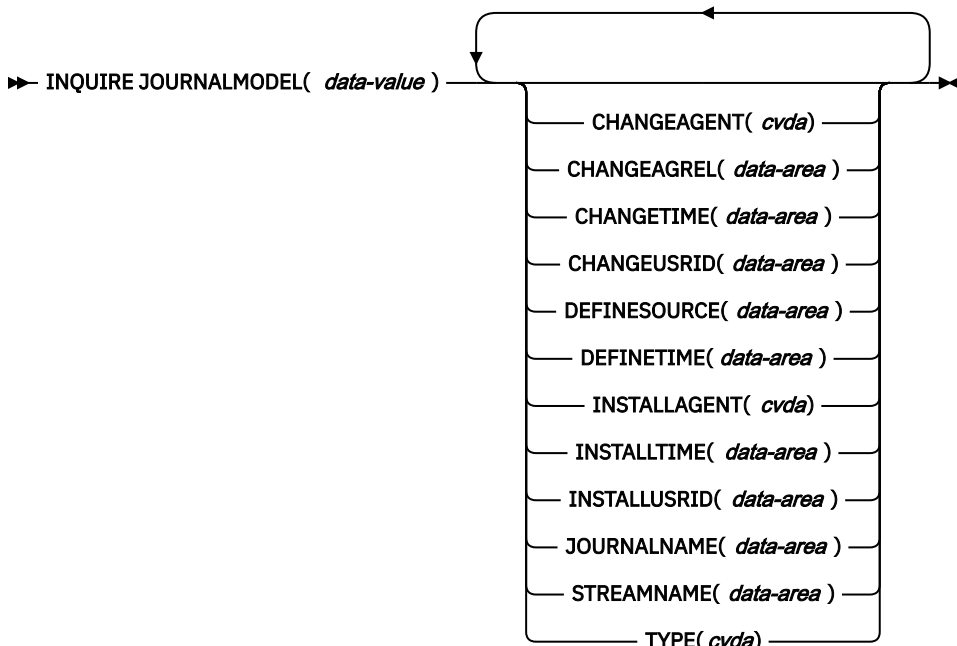 INQUIRE JOURNALMODEL( data-value )
CHANGEAGENT( cvda)
CHANGEAGREL( data-area )
CHANGETIME( data-area )
CHANGEUSRID( data-area )
DEFINESOURCE( data-area )
DEFINETIME( data-area )
INSTALLAGENT( cvda)
INSTALLTIME( data-area )
INSTALLUSRID( data-area )
JOURNALNAME( data-area )
STREAMNAME( data-area )
TYPE( cvda)